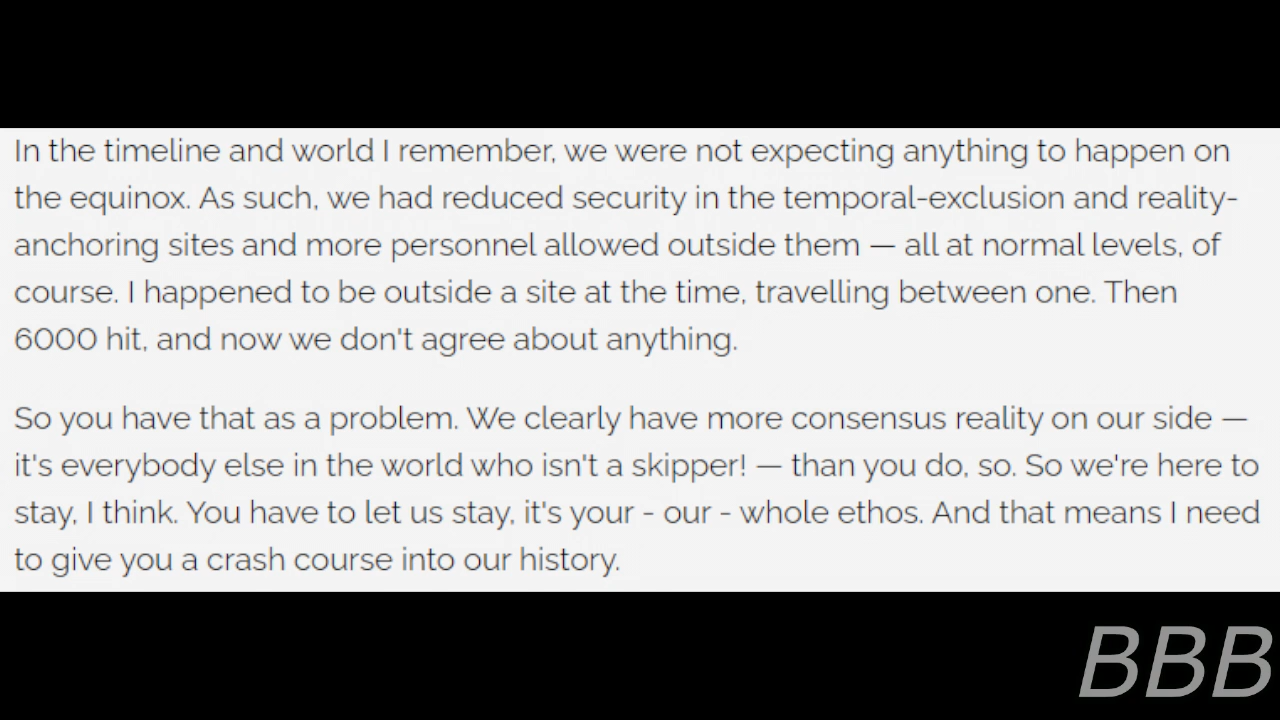 In the timeline and world I remember, we were not expecting anything to happen on
the equinox. As such, we had reduced security in the temporal-exclusion and reality-
anchoring sites and more personnel allowed outside them — all at normal levels, of
course. I happened to be outside a site at the time, travelling between one. Then
6000 hit, and now we don't agree about anything.
So you have that as a problem. We clearly have more consensus reality on our side —
it's everybody else in the world who isn't a skipper! — than you do, so. So we're here to
stay, I think. You have to let us stay, it's your - our - whole ethos. And that means I need
to give you a crash course into our history.
BBB